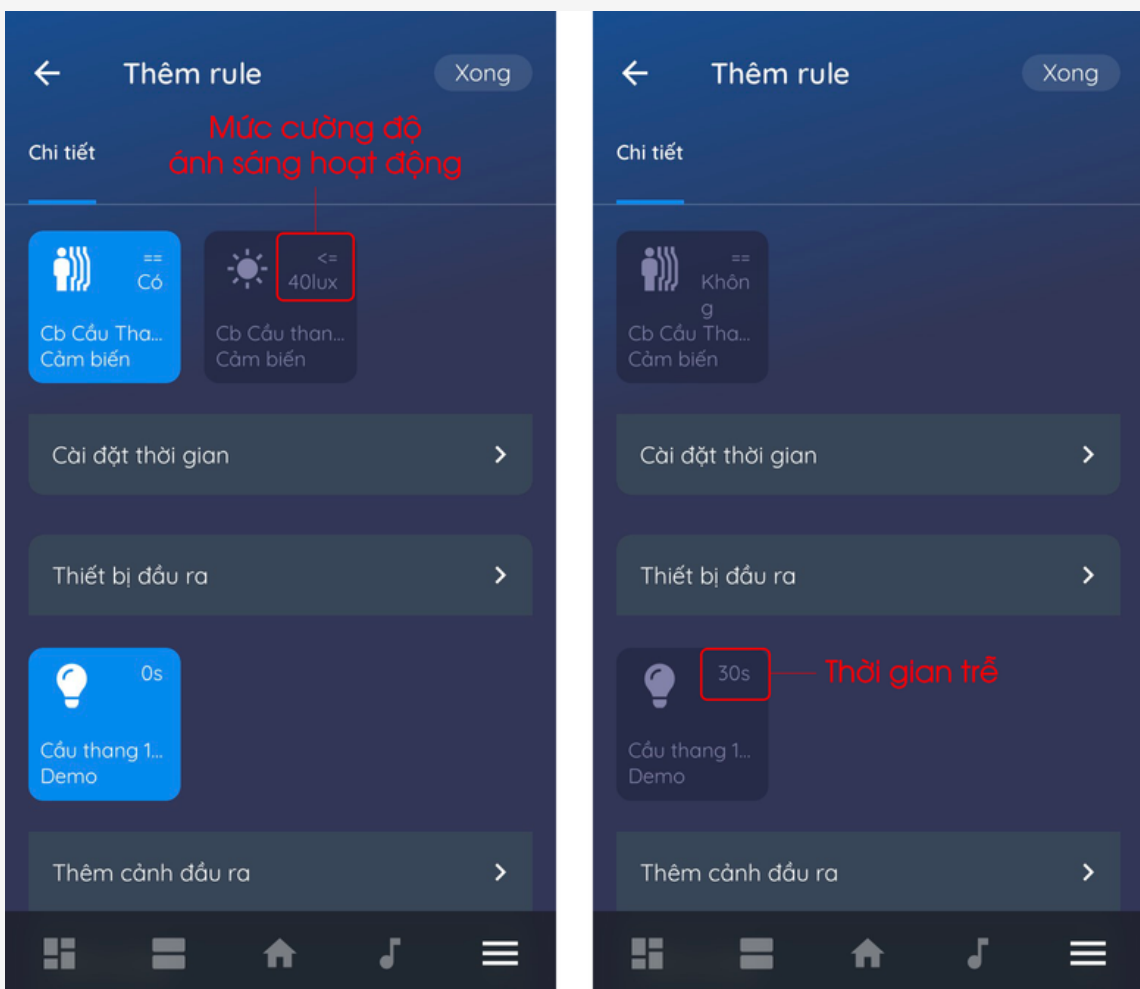 Thêm rule
Xong
Mức cường độ
ánh sáng hoạt động
Chi tiết
==
Có
Cb Cầu Tha...
Cảm biến
<=
40lux
Cb Cầu than...
Cảm biến
Cài đặt thời gian
Thiết bị đầu ra
0s
Cầu thang 1...
Demo
Thêm cảnh đầu ra
Thêm rule
Xong
Chi tiết
==
Khôn
g
Cb Cầu Tha...
Cảm biến
Cài đặt thời gian
Thiết bị đầu ra
30s
Thời gian trễ
Cầu thang 1...
Demo
Thêm cảnh đầu ra